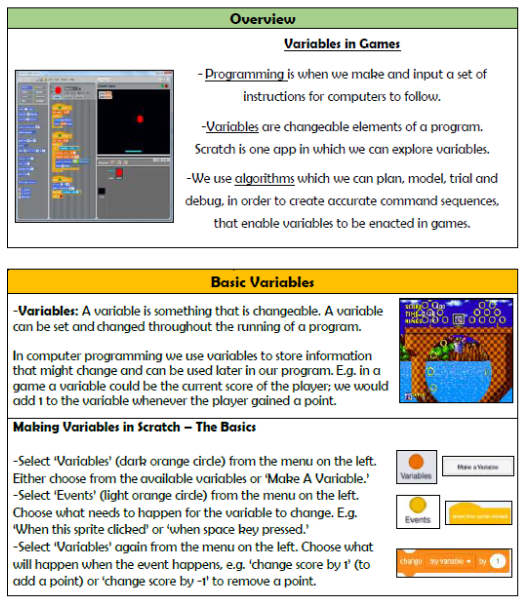 Overview
Variables in Games
- Programming is when we make and input a set of
instructions for computers to follow.
-Variables are changeable elements of a program.
Scratch is one app in which we can explore variables.
-We use algorithms which we can plan, model, trial and
debug, in order to create accurate command sequences,
that enable variables to be enacted in games.
Basic Variables
-Variables: A variable is something that is changeable. A variable
can be set and changed throughout the running of a program.
In computer programming we use variables to store information
that might change and can be used later in our program. E.g. in a
game a variable could be the current score of the player; we would
add 1 to the variable whenever the player gained a point.
Making Variables in Scratch – The Basics
-Select ‘Variables’ (dark orange circle) from the menu on the left.
Either choose from the available variables or ‘Make A Variable.’
Variables
Make a Variable
-Select ‘Events’ (light orange circle) from the menu on the left.
Choose what needs to happen for the variable to change. E.g.
‘When this sprite clicked’ or ‘when space key pressed.’
Events
when this sprite clicked
-Select ‘Variables’ again from the menu on the left. Choose what
will happen when the event happens, e.g. ‘change score by 1’ (to
add a point) or ‘change score by -1’ to remove a point.
change my variable by 1